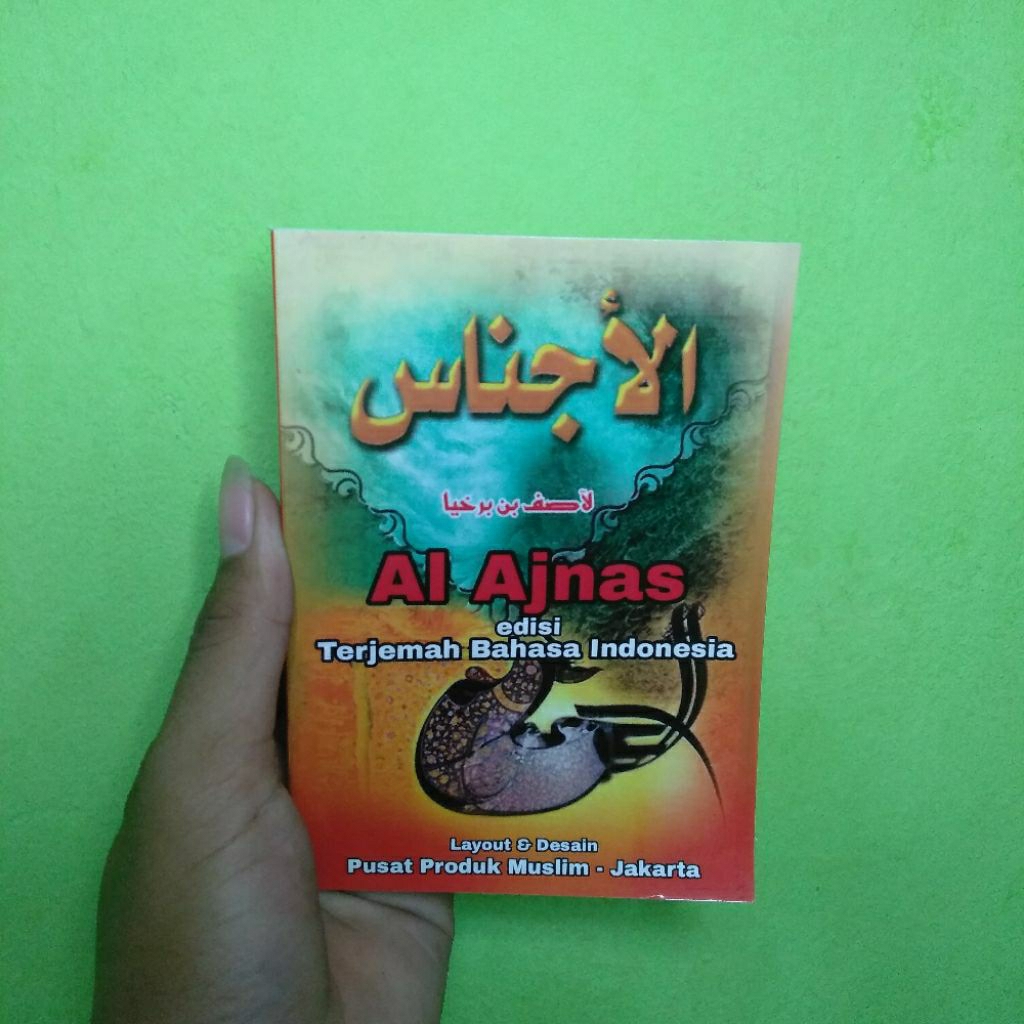 الأجناس
لآصف بن برخيا
Al Ajnas
edisi
Terjemah Bahasa Indonesia
Layout & Desain
Pusat Produk Muslim - Jakarta